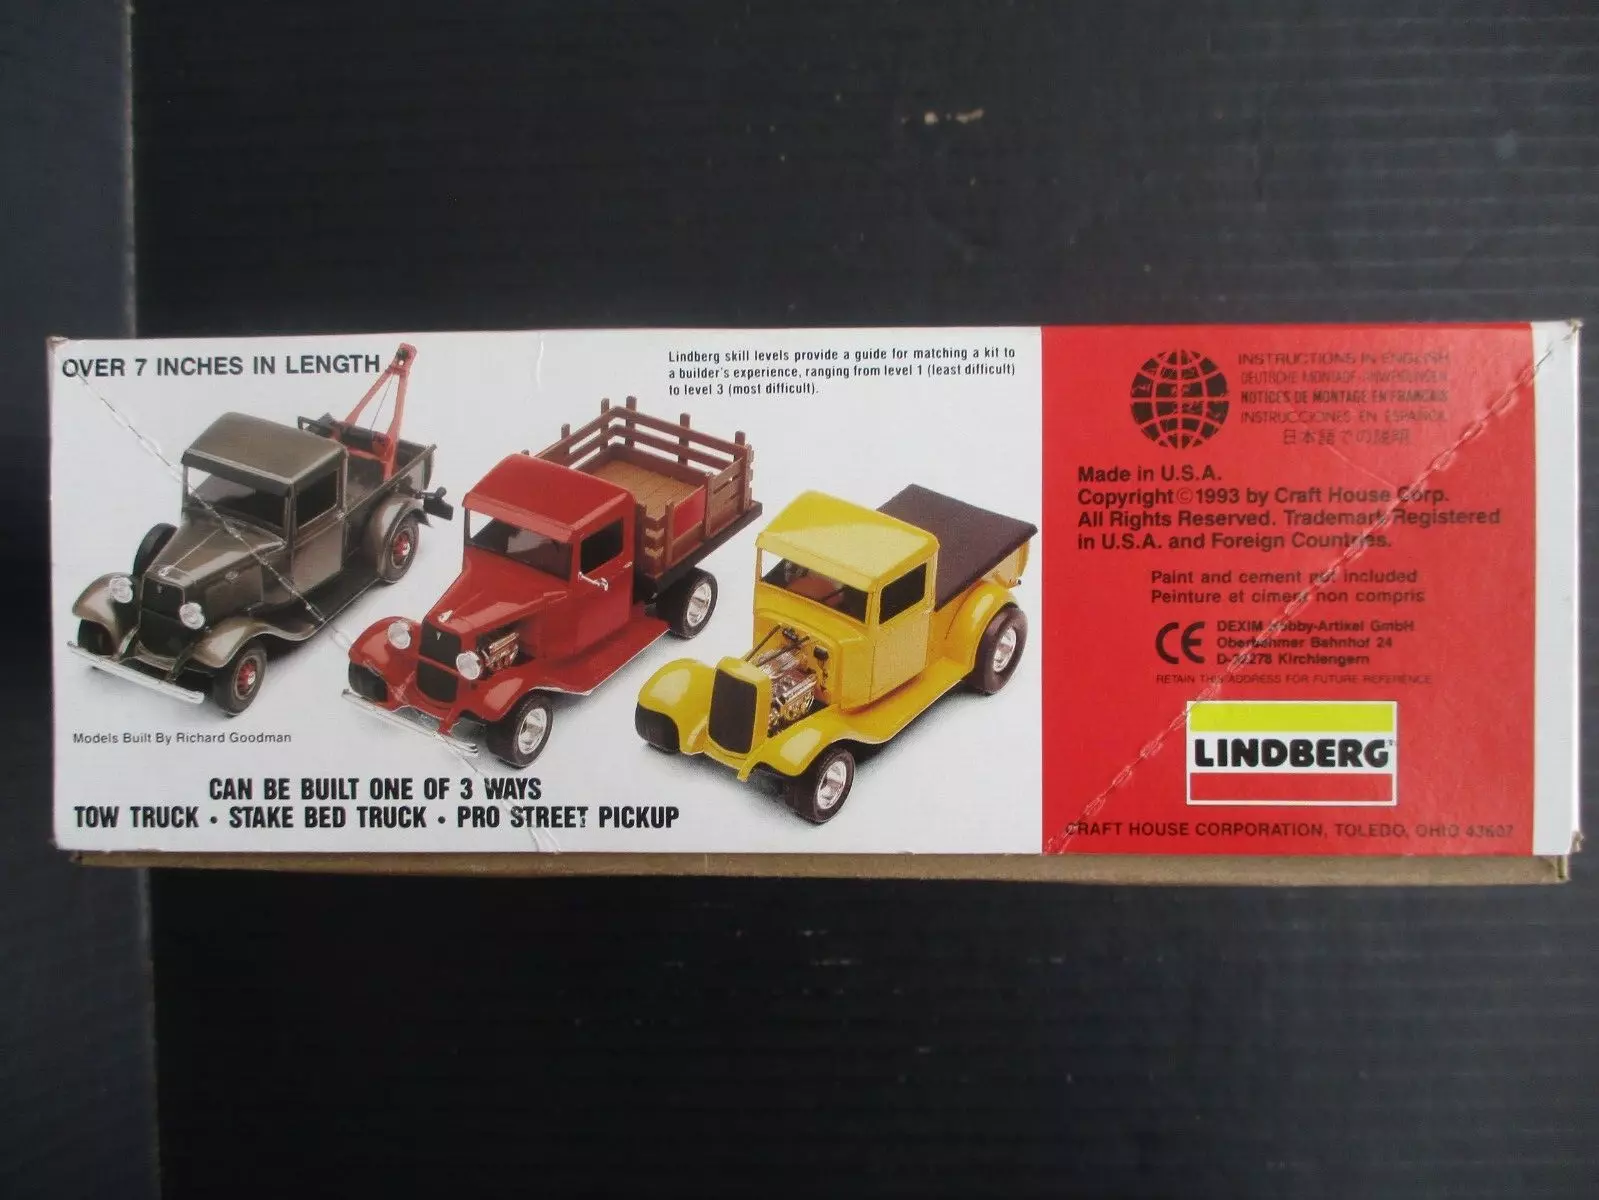 OVER 7 INCHES IN LENGTH
Lindberg skill levels provide a guide for matching a kit to
a builder's experience, ranging from level 1 (least difficult)
to level 3 (most difficult).
Models Built By Richard Goodman
CAN BE BUILT ONE OF 3 WAYS
TOW TRUCK • STAKE BED TRUCK • PRO STREET PICKUP
INSTRUCTIONS IN ENGLISH
DEUTSCHE MONTAGE-ANWEISUNGEN
NOTICES DE MONTAGE EN FRANCAIS
INSTRUCCIONES EN ESPAÑOL
日本語での説明
Made in U.S.A.
Copyright © 1993 by Craft House Corp.
All Rights Reserved. Trademark Registered
in U.S.A. and Foreign Countries.
Paint and cement not included
Peinture et ciment non compris
CE
DEXIM Hobby-Artikel GmbH
Bahnhof 24
Kirchlengern
RETAIN THIS ADDRESS FOR FUTURE REFERENCE
LINDBERG
CRAFT HOUSE CORPORATION, TOLEDO, OHIO 43607